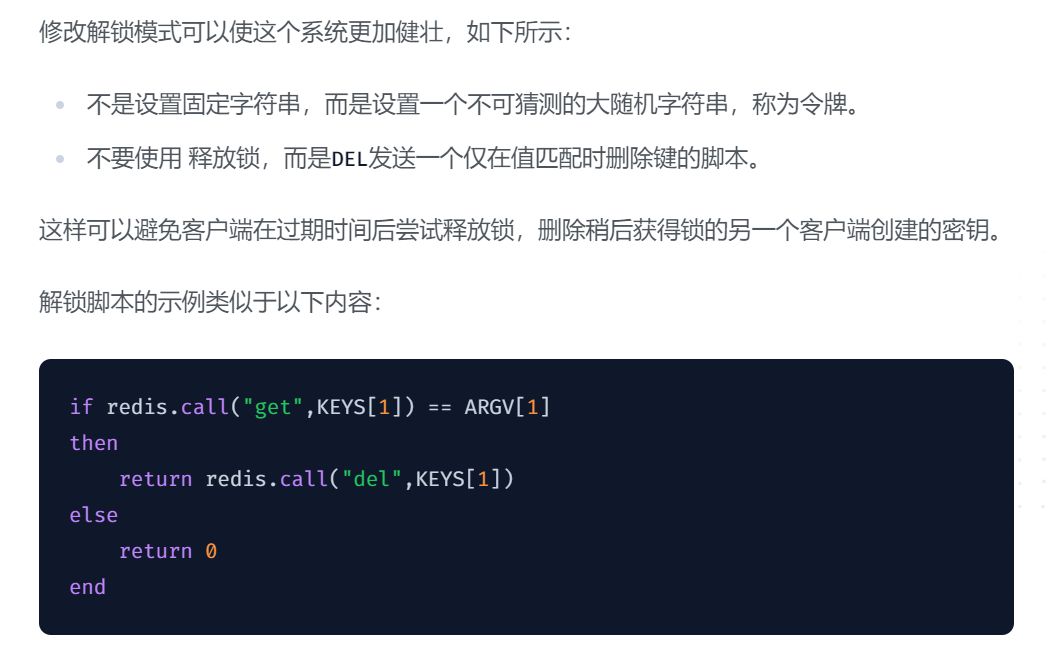 修改解锁模式可以使这个系统更加健壮，如下所示：
不是设置固定字符串，而是设置一个不可猜测的大随机字符串，称为令牌。
不要使用 释放锁，而是DEL发送一个仅在值匹配时删除键的脚本。
这样可以避免客户端在过期时间后尝试释放锁，删除稍后获得锁的另一个客户端创建的密钥。
解锁脚本的示例类似于以下内容：
if redis.call("get",KEYS[1]) == ARGV[1]
then
    return redis.call("del",KEYS[1])
else
    return 0
end